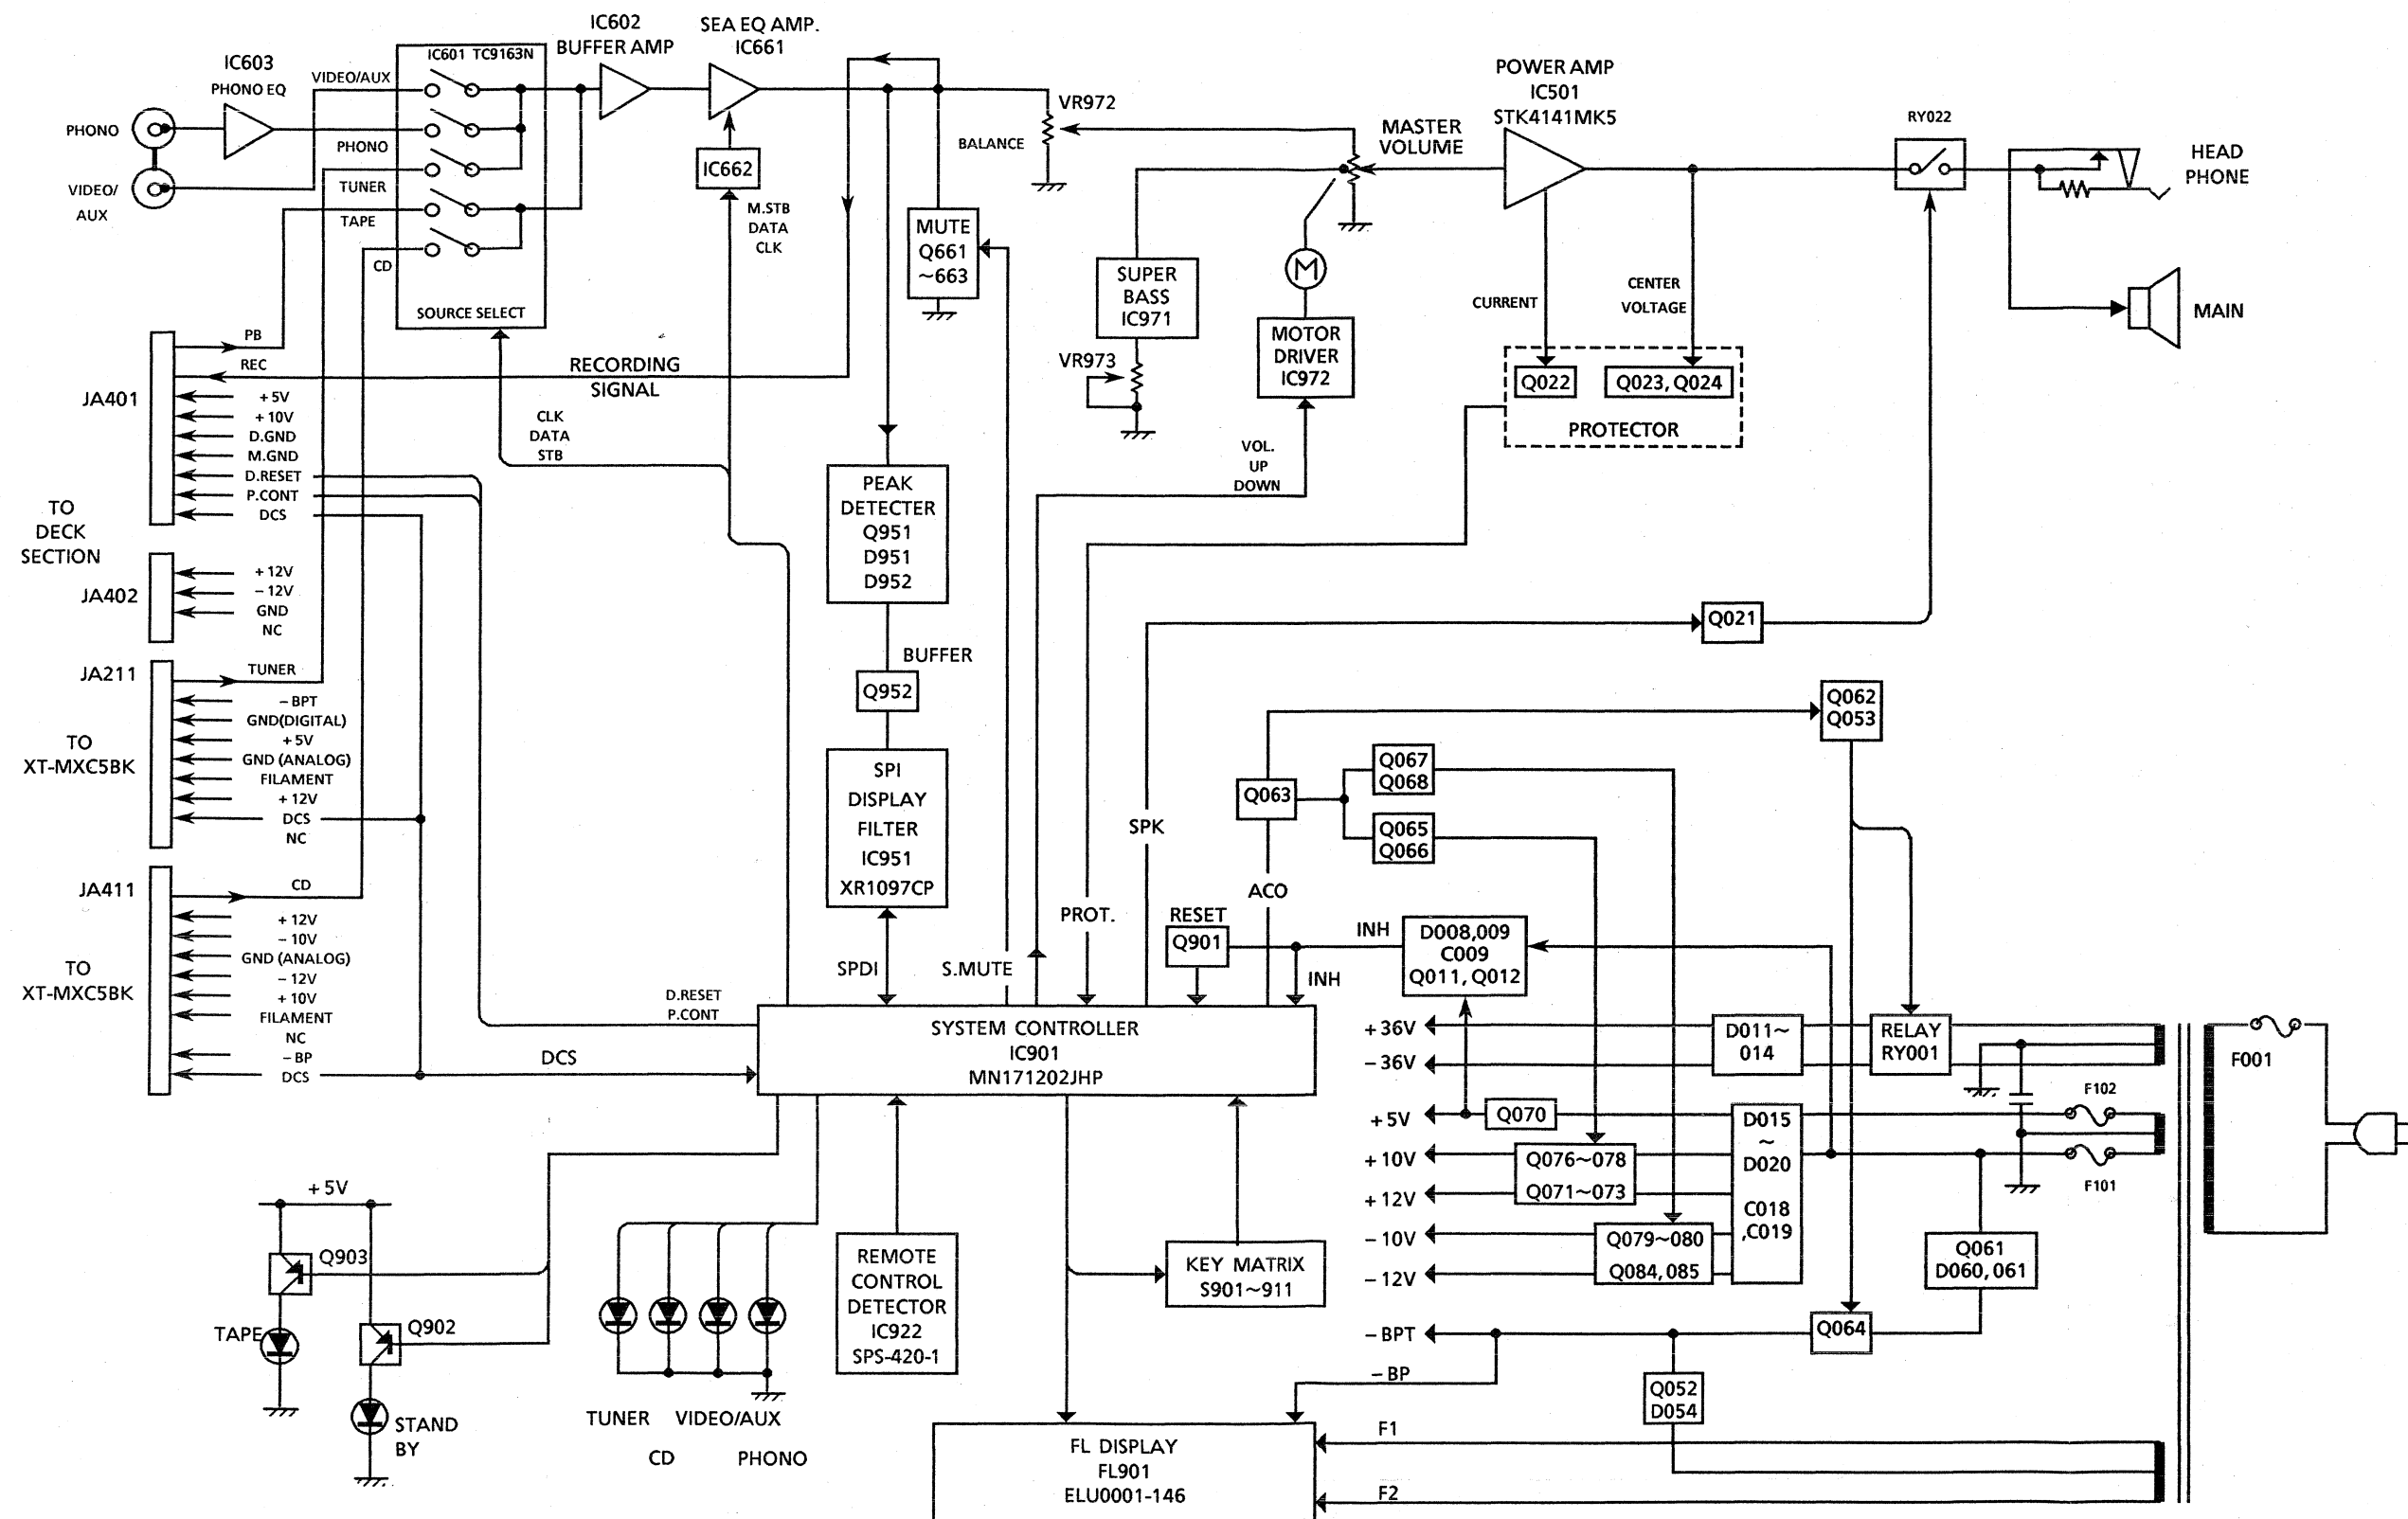 IC602
BUFFER AMP
SEA EQ AMP.
IC661
IC603
PHONO EQ
VIDEO/AUX
IC601 TC9163N
PHONO
PHONO
TUNER
TAPE
CD
VIDEO/
AUX
SOURCE SELECT
IC662
M.STB
DATA
CLK
MUTE
Q661
~663
VR972
BALANCE
MASTER
VOLUME
POWER AMP
IC501
STK4141MK5
RY022
HEAD
PHONE
MAIN
SUPER
BASS
IC971
VR973
M
MOTOR
DRIVER
IC972
CURRENT
CENTER
VOLTAGE
Q022
Q023, Q024
PROTECTOR
VOL.
UP
DOWN
JA401
PB
REC
RECORDING
SIGNAL
+5V
+10V
D.GND
M.GND
D.RESET
P.CONT
DCS
CLK
DATA
STB
TO
DECK
SECTION
JA402
+12V
−12V
GND
NC
PEAK
DETECTER
Q951
D951
D952
BUFFER
Q952
SPI
DISPLAY
FILTER
IC951
XR1097CP
JA211
TUNER
−BPT
GND(DIGITAL)
+5V
GND (ANALOG)
FILAMENT
+12V
DCS
NC
TO
XT-MXC5BK
JA411
CD
+12V
−10V
GND (ANALOG)
−12V
+10V
FILAMENT
NC
−BP
DCS
TO
XT-MXC5BK
Q021
Q062
Q053
Q063
Q067
Q068
Q065
Q066
SPK
ACO
PROT.
RESET
Q901
INH
INH
D008,009
C009
Q011, Q012
SPDI
S.MUTE
D.RESET
P.CONT
DCS
SYSTEM CONTROLLER
IC901
MN171202JHP
+36V
−36V
D011~
014
RELAY
RY001
F001
F102
F101
+5V
Q070
D015
~
D020
C018
,C019
+10V
+12V
Q076~078
Q071~073
−10V
−12V
Q079~080
Q084,085
Q061
D060,061
−BPT
Q064
−BP
Q052
D054
F1
F2
+5V
Q903
TAPE
Q902
STAND
BY
TUNER VIDEO/AUX
CD PHONO
REMOTE
CONTROL
DETECTOR
IC922
SPS-420-1
KEY MATRIX
S901~911
FL DISPLAY
FL901
ELU0001-146